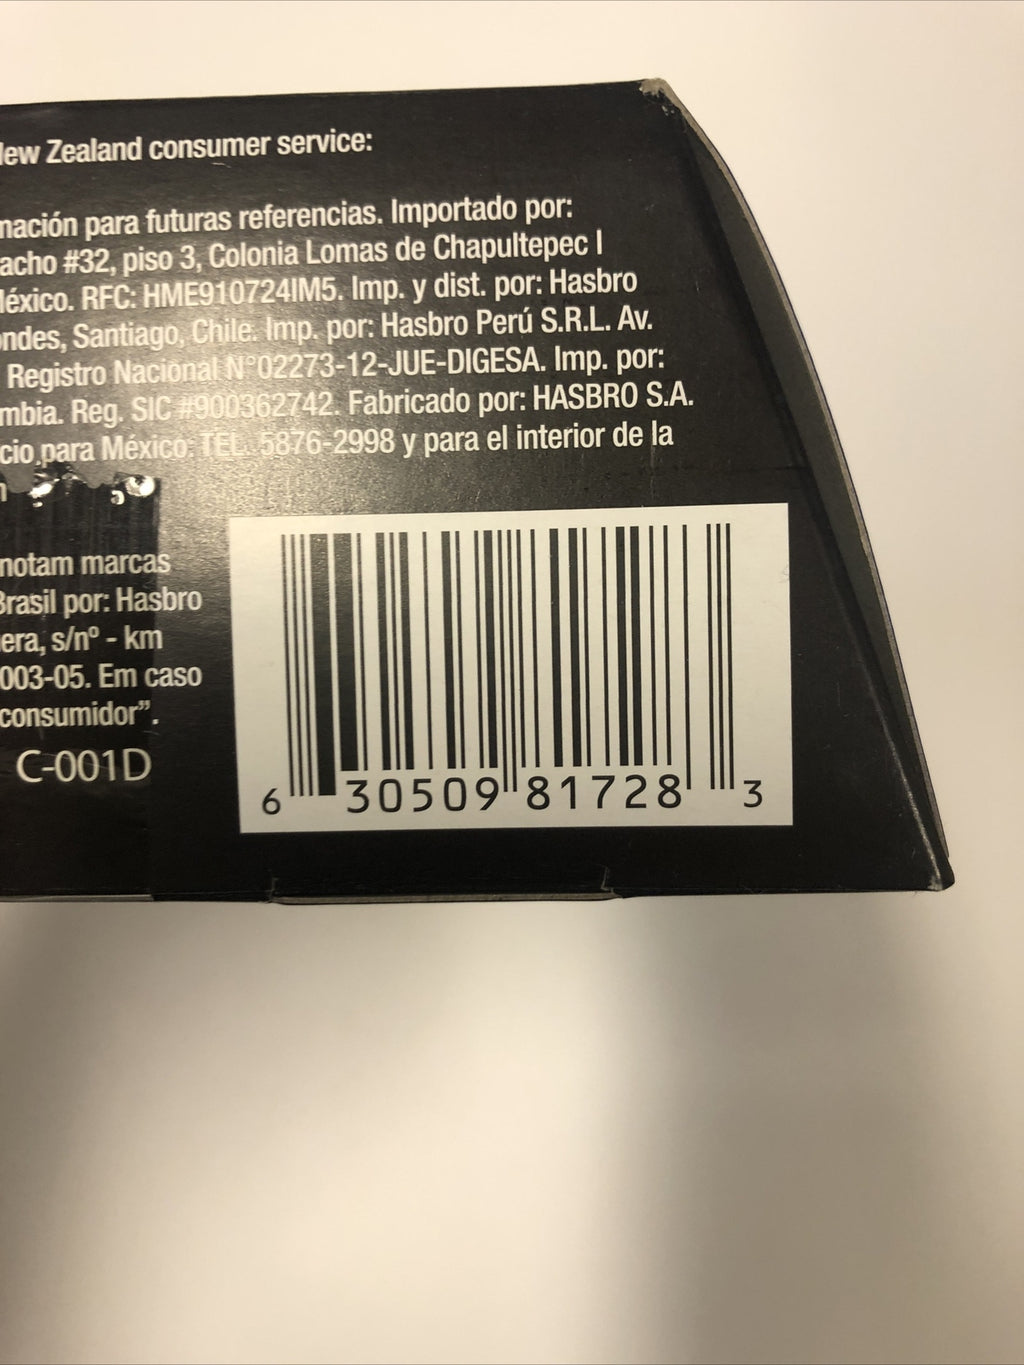 New Zealand consumer service:
mación para futuras referencias. Importado por:
acho #32, piso 3, Colonia Lomas de Chapultepec I
México. RFC: HME910724IM5. Imp. y dist. por: Hasbro
ondes, Santiago, Chile. Imp. por: Hasbro Perú S.R.L. Av.
Registro Nacional N°02273-12-JUE-DIGESA. Imp. por:
mbia. Reg. SIC #900362742. Fabricado por: HASBRO S.A.
cio para México: TEL. 5876-2998 y para el interior de la
notam marcas
Brasil por: Hasbro
era, s/nº - km
003-05. Em caso
consumidor”.
C-001D
6 30509 81728 3